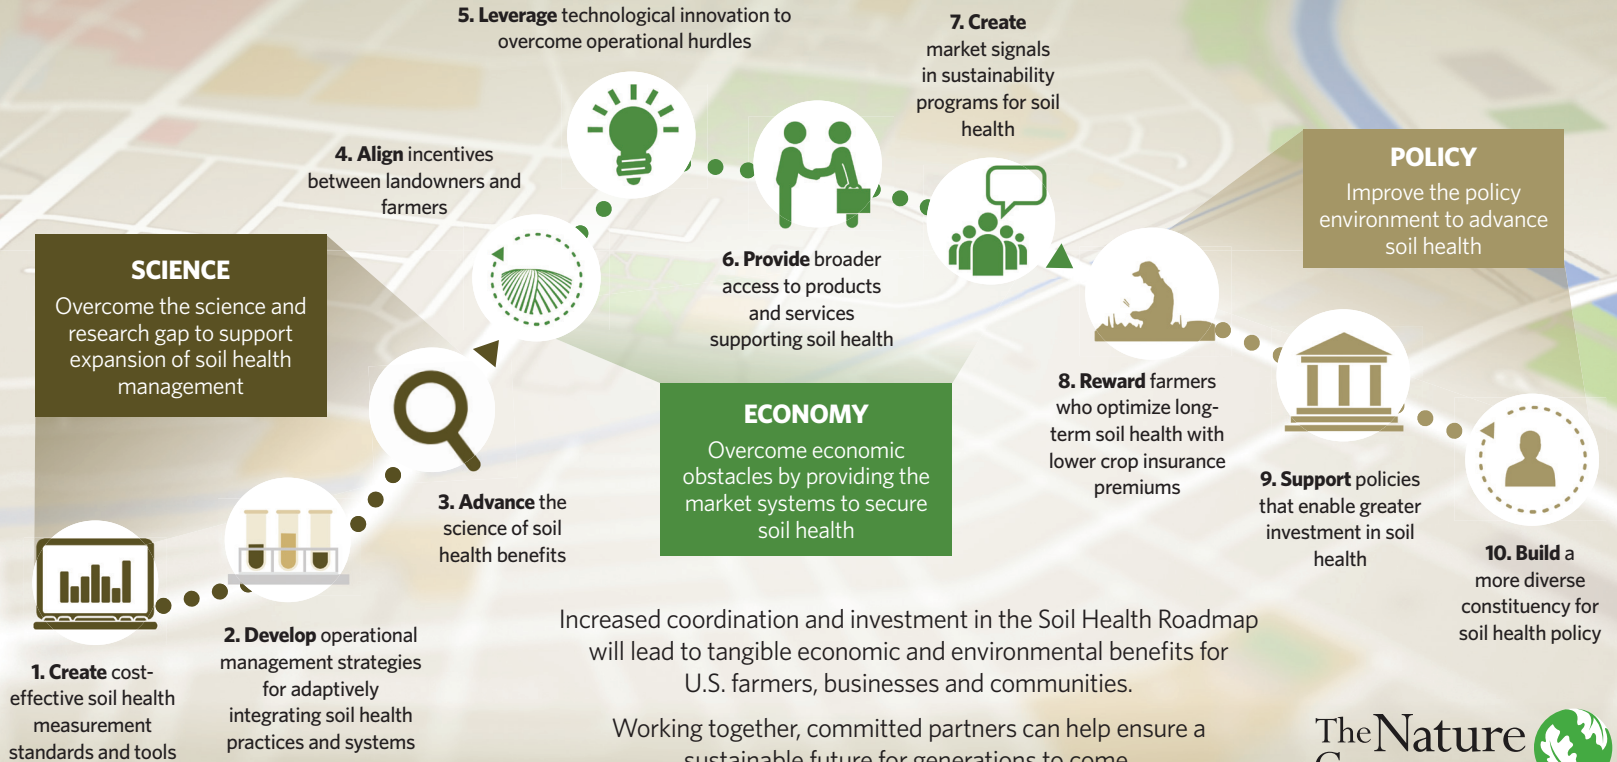 SCIENCE
Overcome the science and
research gap to support
expansion of soil health
management
1. Create cost-
effective soil health
measurement
standards and tools
2. Develop operational
management strategies
for adaptively
integrating soil health
practices and systems
3. Advance the
science of soil
health benefits
4. Align incentives
between landowners and
farmers
5. Leverage technological innovation to
overcome operational hurdles
6. Provide broader
access to products
and services
supporting soil health
7. Create
market signals
in sustainability
programs for soil
health
ECONOMY
Overcome economic
obstacles by providing the
market systems to secure
soil health
POLICY
Improve the policy
environment to advance
soil health
8. Reward farmers
who optimize long-
term soil health with
lower crop insurance
premiums
9. Support policies
that enable greater
investment in soil
health
10. Build a
more diverse
constituency for
soil health policy
Increased coordination and investment in the Soil Health Roadmap
will lead to tangible economic and environmental benefits for
U.S. farmers, businesses and communities.
Working together, committed partners can help ensure a
sustainable future for generations to come.
The Nature